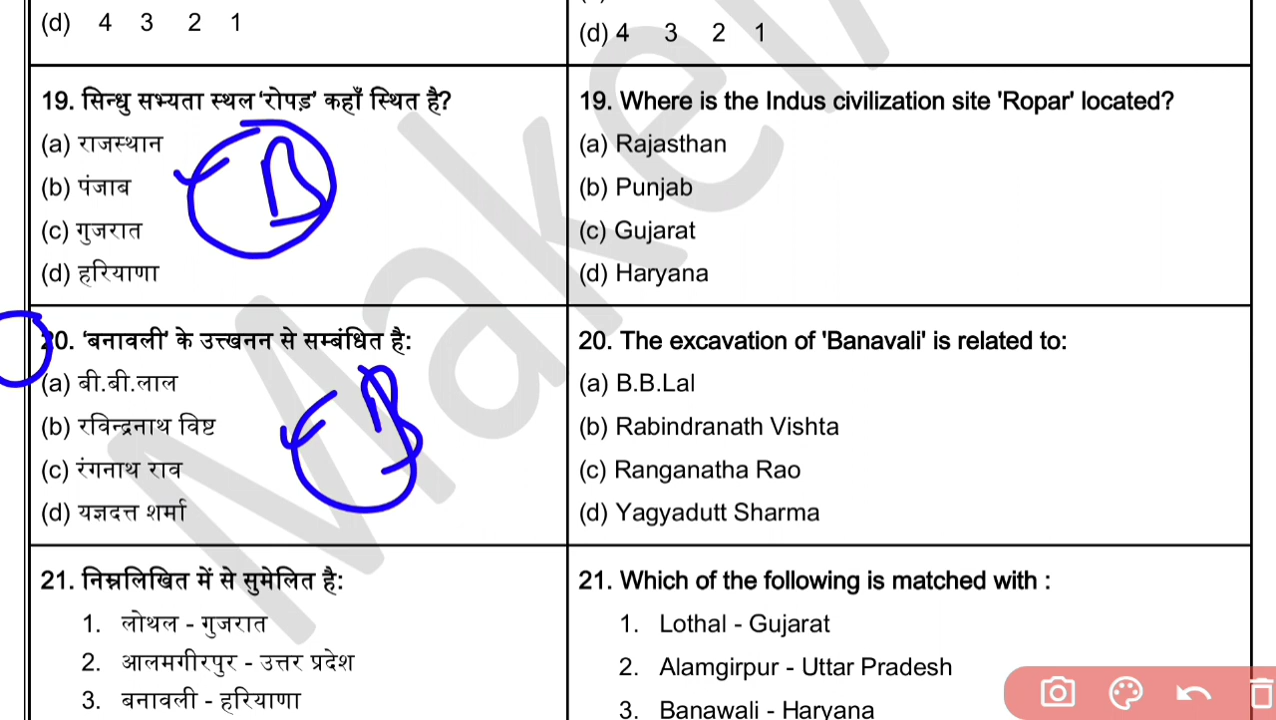 (d) 4 3 2 1
19. सिन्धु सभ्यता स्थल ‘रोपड़’ कहाँ स्थित है?
(a) राजस्थान
(b) पंजाब
(c) गुजरात
(d) हरियाणा
B
20. ‘बनावली’ के उत्त्खनन से सम्बंधित है:
(a) बी.बी.लाल
(b) रविन्द्रनाथ विष्ट
(c) रंगनाथ राव
(d) यज्ञदत्त शर्मा
B
21. निम्नलिखित में से सुमेलित है:
1. लोथल - गुजरात
2. आलमगीरपुर - उत्तर प्रदेश
3. बनावली - हरियाणा
(d) 4 3 2 1
19. Where is the Indus civilization site 'Ropar' located?
(a) Rajasthan
(b) Punjab
(c) Gujarat
(d) Haryana
20. The excavation of 'Banavali' is related to:
(a) B.B.Lal
(b) Rabindranath Vishta
(c) Ranganatha Rao
(d) Yagyadutt Sharma
21. Which of the following is matched with :
1. Lothal - Gujarat
2. Alamgirpur - Uttar Pradesh
3. Banawali - Haryana